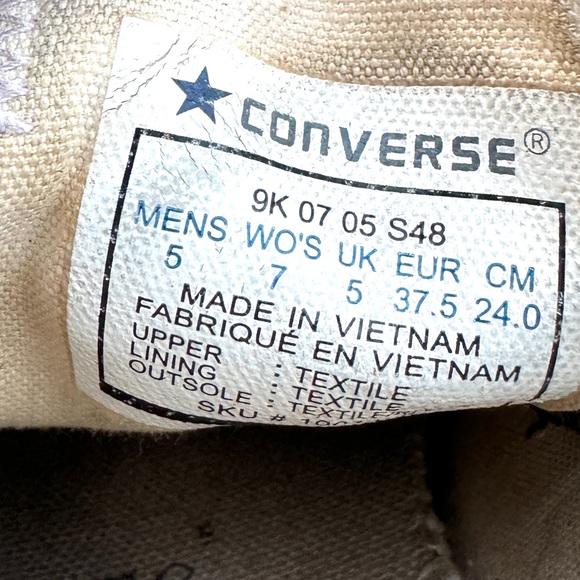 CONVERSE®
9K 07 05 S48
MENS WO'S UK EUR CM
5 7 5 37.5 24.0
MADE IN VIETNAM
FABRIQUÉ EN VIETNAM
UPPER : TEXTILE
LINING : TEXTILE
OUTSOLE : TEXTILE
SKU #